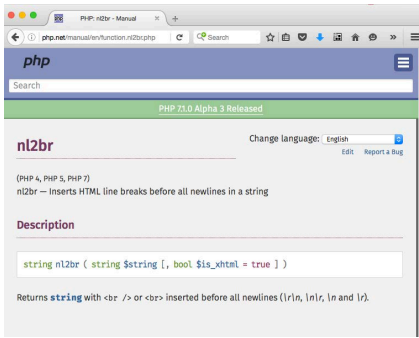 PHP: nl2br - Manual
php.net/manual/en/function.nl2br.php
Search
php
Search
PHP 7.1.0 Alpha 3 Released
nl2br
Change language: English
Edit Report a Bug
(PHP 4, PHP 5, PHP 7)
nl2br — Inserts HTML line breaks before all newlines in a string
Description
string nl2br ( string $string [, bool $is_xhtml = true ] )
Returns string with <br /> or <br> inserted before all newlines (\r\n, \n\r, \n and \r).